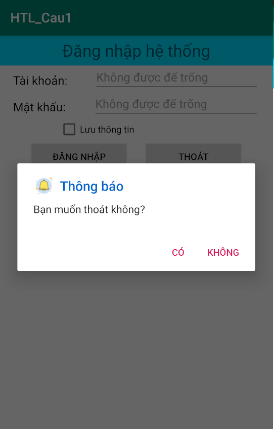 HTL_Cau1
Đăng nhập hệ thống
Tài khoản: Không được để trống
Mật khẩu: Không được để trống
Lưu thông tin
ĐĂNG NHẬP THOÁT
Thông báo
Bạn muốn thoát không?
CÓ KHÔNG